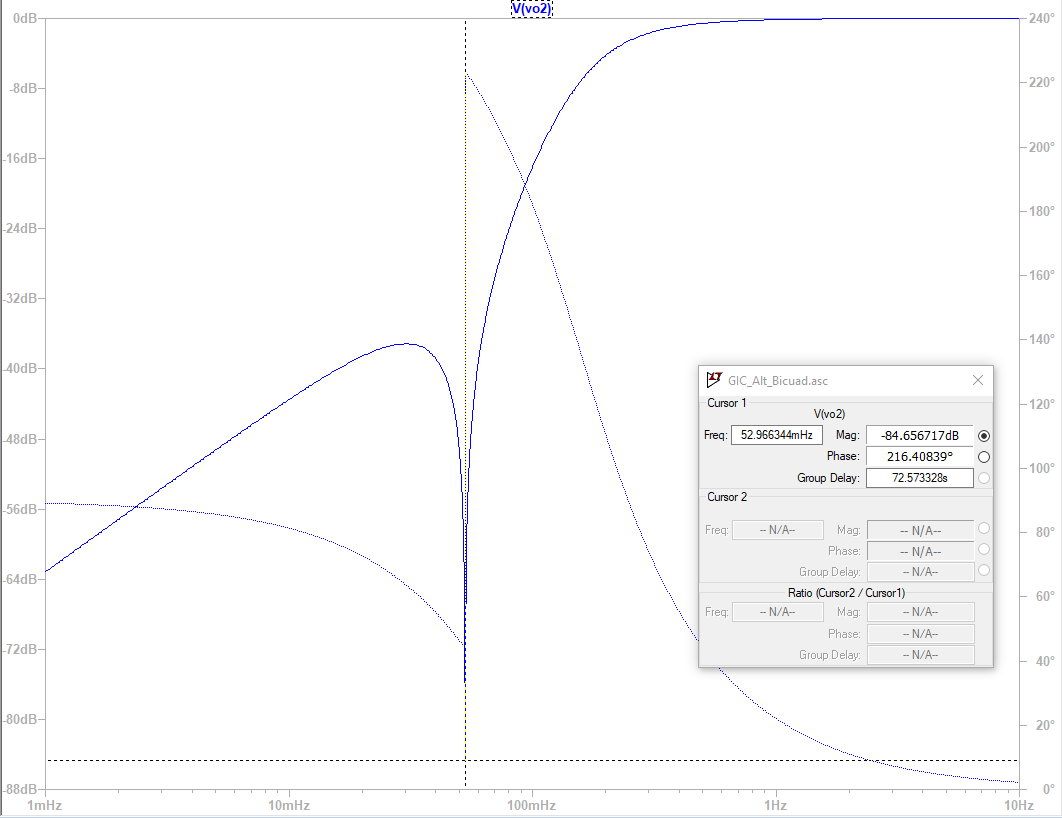 V(vo2)
0dB
-8dB
-16dB
-24dB
-32dB
-40dB
-48dB
-56dB
-64dB
-72dB
-80dB
-88dB
240°
220°
200°
180°
160°
140°
120°
100°
80°
60°
40°
20°
0°
1mHz 10mHz 100mHz 1Hz 10Hz
GIC_Alt_Bicuad.asc
Cursor 1
V(vo2)
Freq: 52.966344mHz Mag: -84.656717dB
Phase: 216.40839°
Group Delay: 72.573328s
Cursor 2
Freq: -- N/A-- Mag: -- N/A--
Phase: -- N/A--
Group Delay: -- N/A--
Ratio (Cursor2 / Cursor1)
Freq: -- N/A-- Mag: -- N/A--
Phase: -- N/A--
Group Delay: -- N/A--